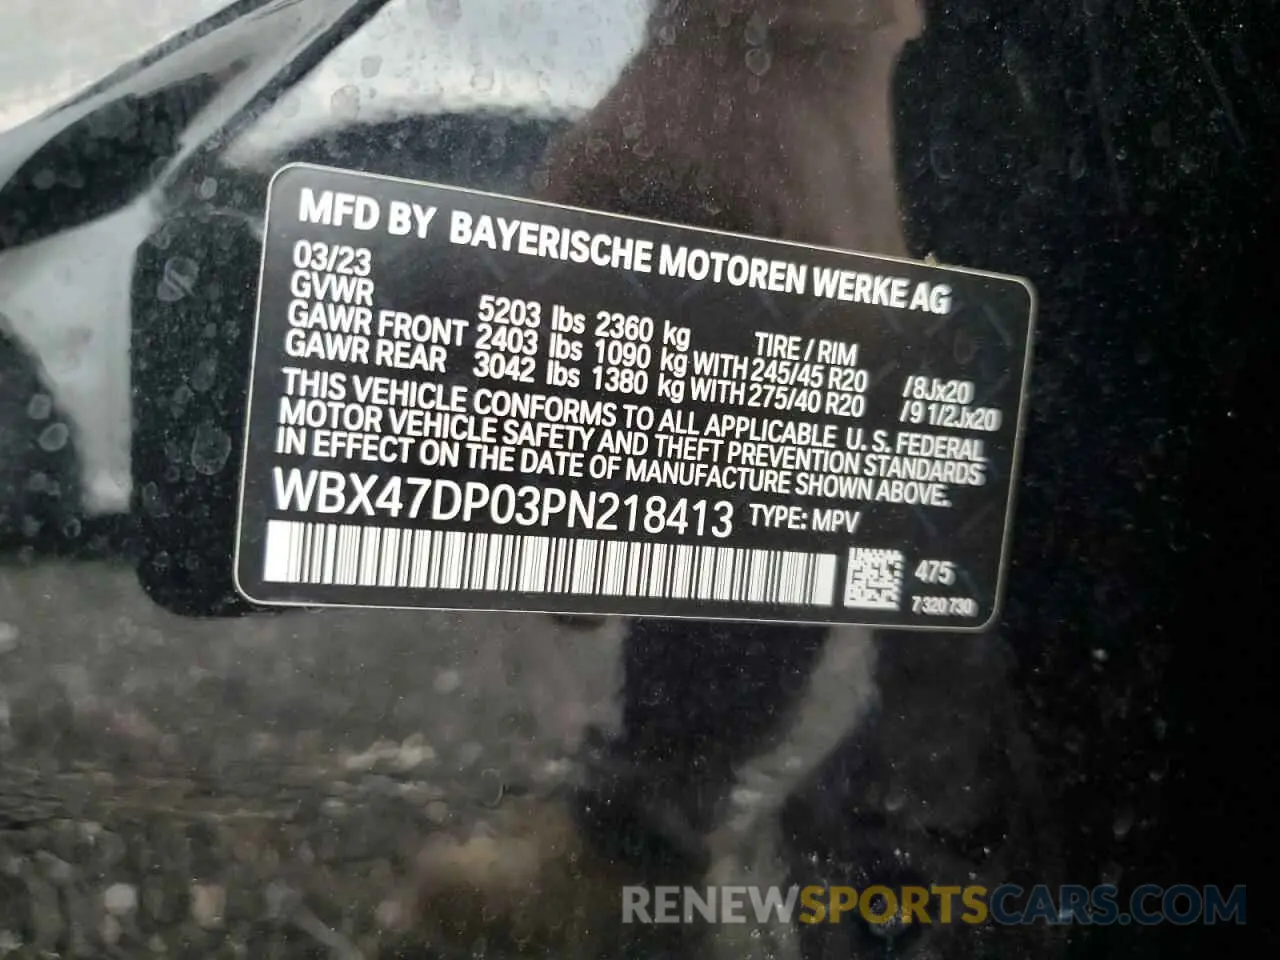 MFD BY BAYERISCHE MOTOREN WERKE AG
03/23
GVWR 5203 lbs 2360 kg TIRE / RIM
GAWR FRONT 2403 lbs 1090 kg WITH 245/45 R20 /8Jx20
GAWR REAR 3042 lbs 1380 kg WITH 275/40 R20 /9 1/2Jx20
THIS VEHICLE CONFORMS TO ALL APPLICABLE U. S. FEDERAL
MOTOR VEHICLE SAFETY AND THEFT PREVENTION STANDARDS
IN EFFECT ON THE DATE OF MANUFACTURE SHOWN ABOVE.
WBX47DP03PN218413 TYPE: MPV
475
7 320 730
RENEWSPORTSCARS.COM